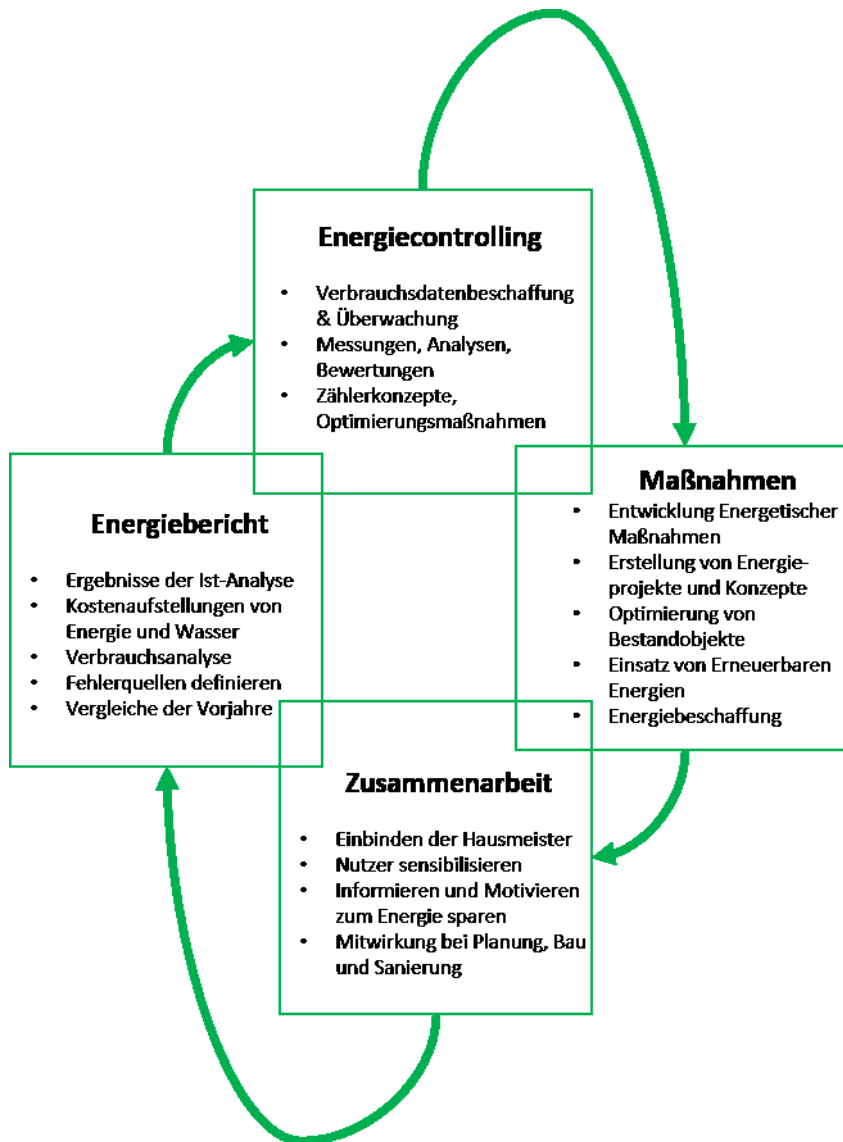 Energiecontrolling
• Verbrauchsdatenbeschaffung
& Überwachung
• Messungen, Analysen,
Bewertungen
• Zählerkonzepte,
Optimierungsmaßnahmen
Maßnahmen
• Entwicklung Energetischer
Maßnahmen
• Erstellung von Energie-
projekte und Konzepte
• Optimierung von
Bestandobjekte
• Einsatz von Erneuerbaren
Energien
• Energiebeschaffung
Energiebericht
• Ergebnisse der Ist-Analyse
• Kostenaufstellungen von
Energie und Wasser
• Verbrauchsanalyse
• Fehlerquellen definieren
• Vergleiche der Vorjahre
Zusammenarbeit
• Einbinden der Hausmeister
• Nutzer sensibilisieren
• Informieren und Motivieren
zum Energie sparen
• Mitwirkung bei Planung, Bau
und Sanierung